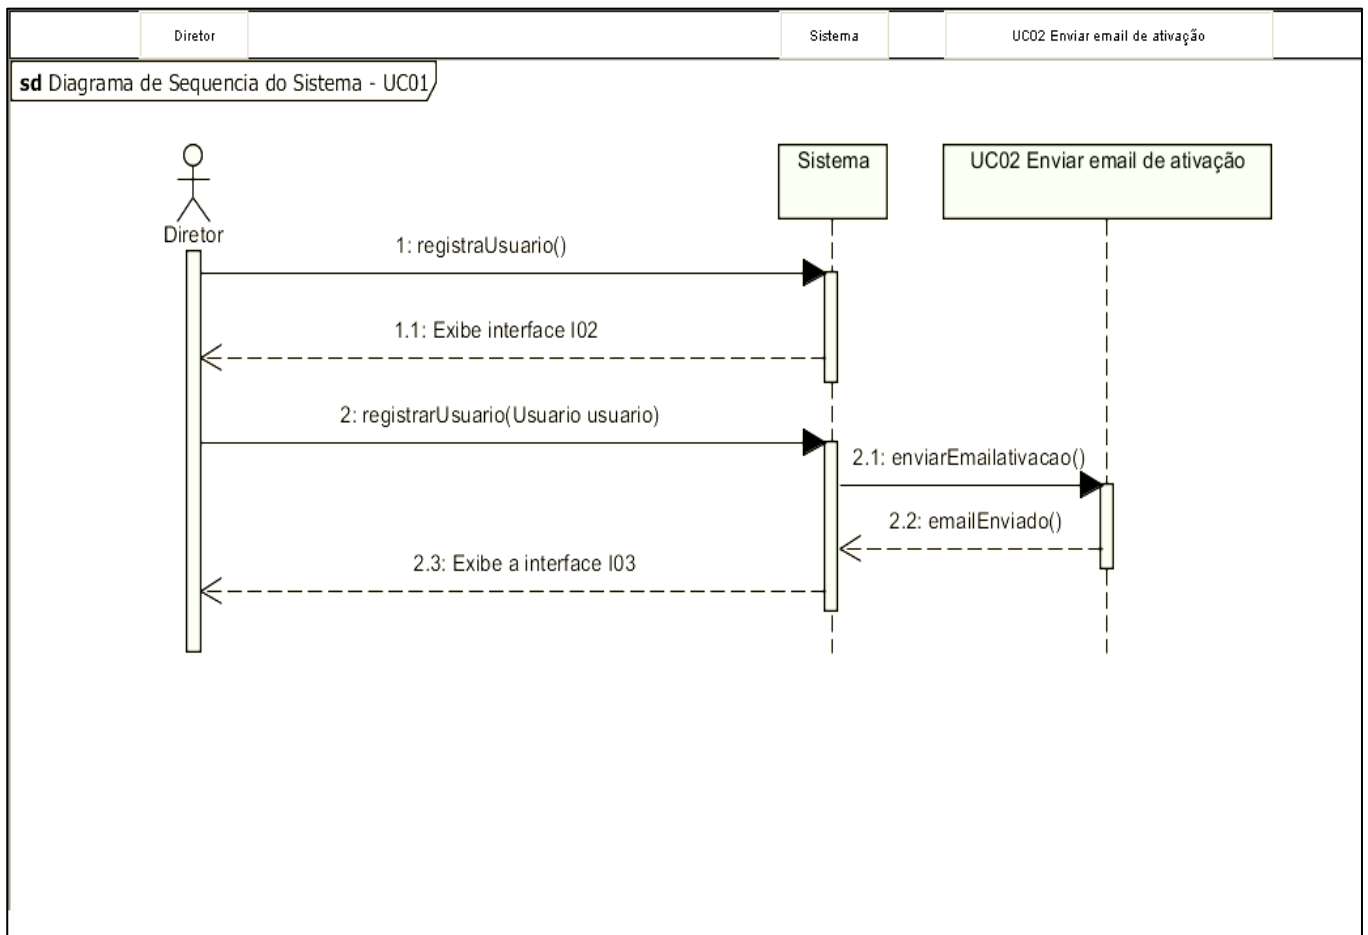 Diretor
Sistema
UC02 Enviar email de ativação
sd Diagrama de Sequencia do Sistema - UC01
Sistema
UC02 Enviar email de ativação
Diretor
1: registraUsuario()
1.1: Exibe interface I02
2: registrarUsuario(Usuario usuario)
2.1: enviarEmailativacao()
2.2: emailEnviado()
2.3: Exibe a interface I03